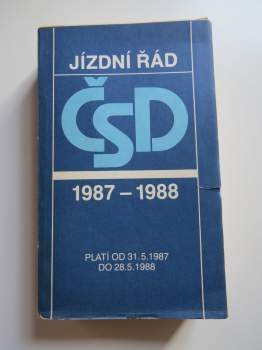 JÍZDNÍ ŘÁD
ČSD
1987 – 1988
PLATÍ OD 31.5.1987
DO 28.5.1988